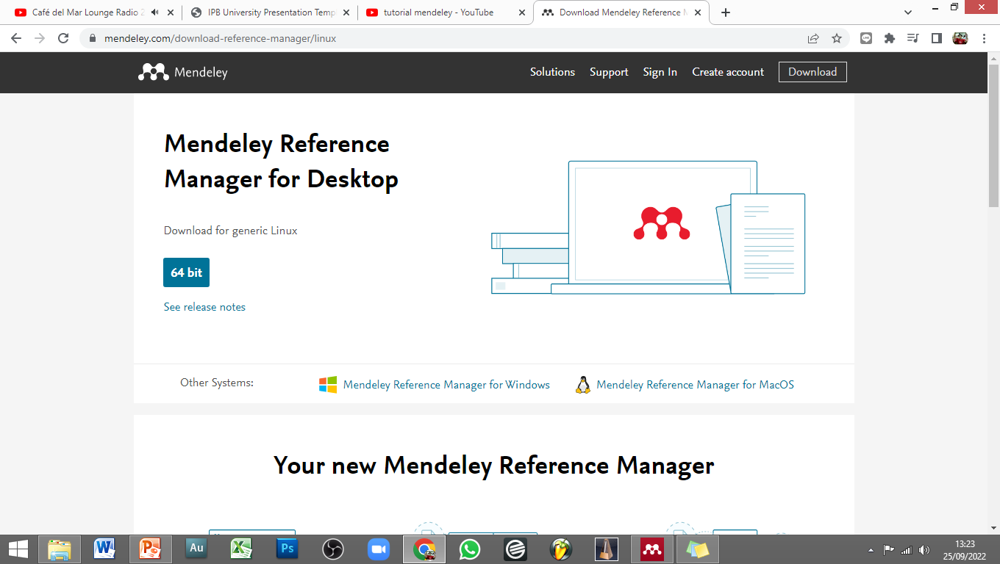 Café del Mar Lounge Radio 2
IPB University Presentation Temp
tutorial mendeley - YouTube
Download Mendeley Reference M
mendeley.com/download-reference-manager/linux
Mendeley
Solutions
Support
Sign In
Create account
Download
Mendeley Reference
Manager for Desktop
Download for generic Linux
64 bit
See release notes
Other Systems:
Mendeley Reference Manager for Windows
Mendeley Reference Manager for MacOS
Your new Mendeley Reference Manager
Au
Ps
13:23
25/09/2022